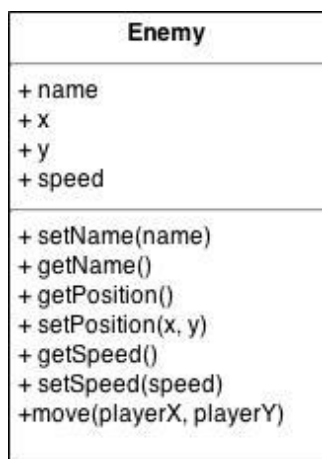 Enemy
+ name
+ x
+ y
+ speed
+ setName(name)
+ getName()
+ getPosition()
+ setPosition(x, y)
+ getSpeed()
+ setSpeed(speed)
+move(playerX, playerY)